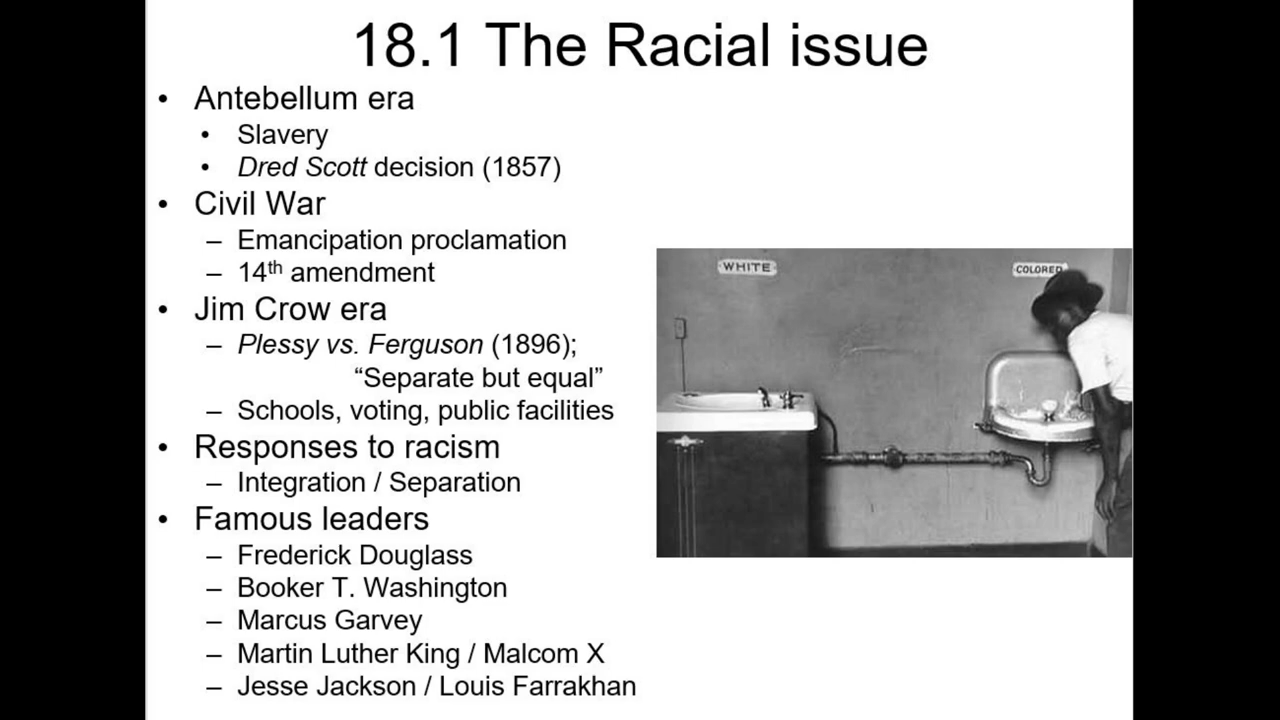 18.1 The Racial issue
• Antebellum era
• Slavery
• Dred Scott decision (1857)
• Civil War
– Emancipation proclamation
– 14th amendment
• Jim Crow era
– Plessy vs. Ferguson (1896);
“Separate but equal”
– Schools, voting, public facilities
• Responses to racism
– Integration / Separation
• Famous leaders
– Frederick Douglass
– Booker T. Washington
– Marcus Garvey
– Martin Luther King / Malcom X
– Jesse Jackson / Louis Farrakhan
WHITE
COLORED